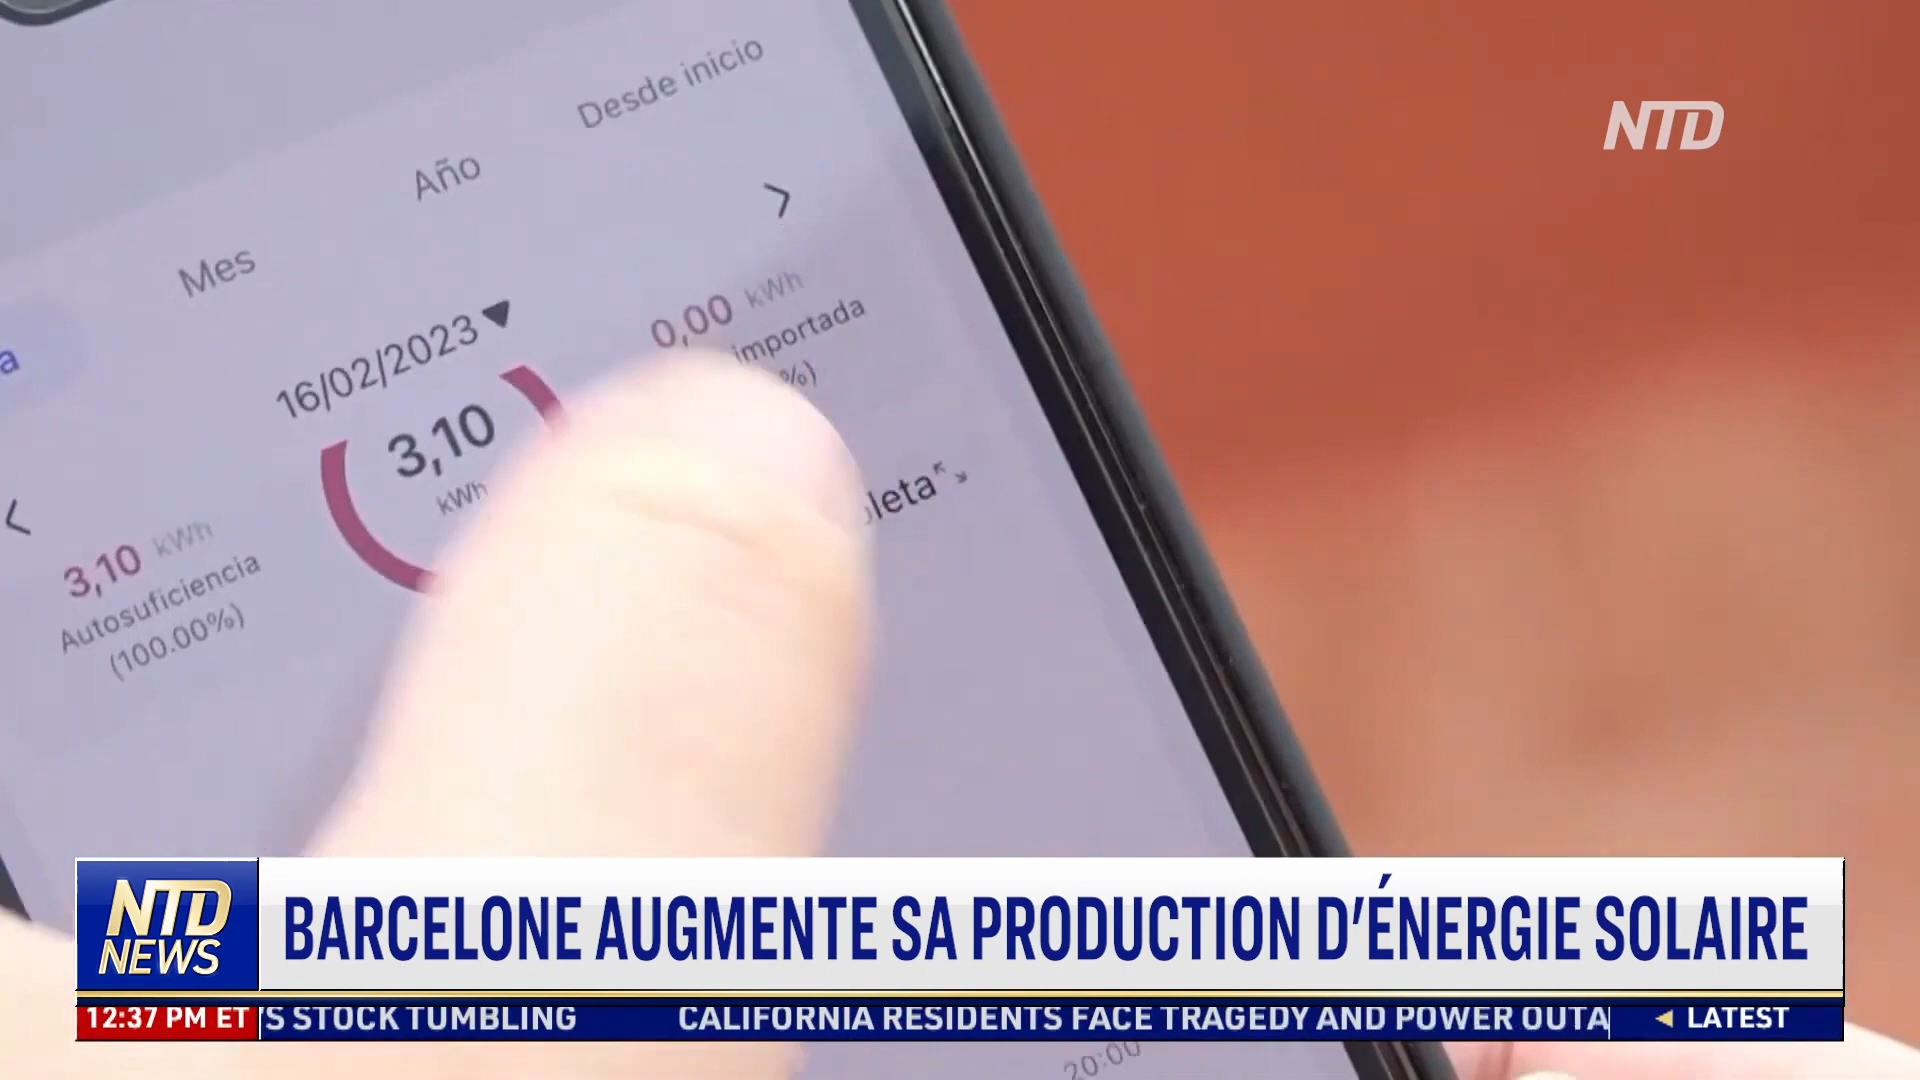 Desde inicio
NTD
Año
Mes
16/02/2023
0,00 kWh
importada
%)
3,10
kWh
leta
3,10 kWh
Autosuficiencia
(100.00%)
NTD
NEWS
BARCELONE AUGMENTE SA PRODUCTION D'ÉNERGIE SOLAIRE
12:37 PM ET
'S STOCK TUMBLING CALIFORNIA RESIDENTS FACE TRAGEDY AND POWER OUTA
LATEST
20:00